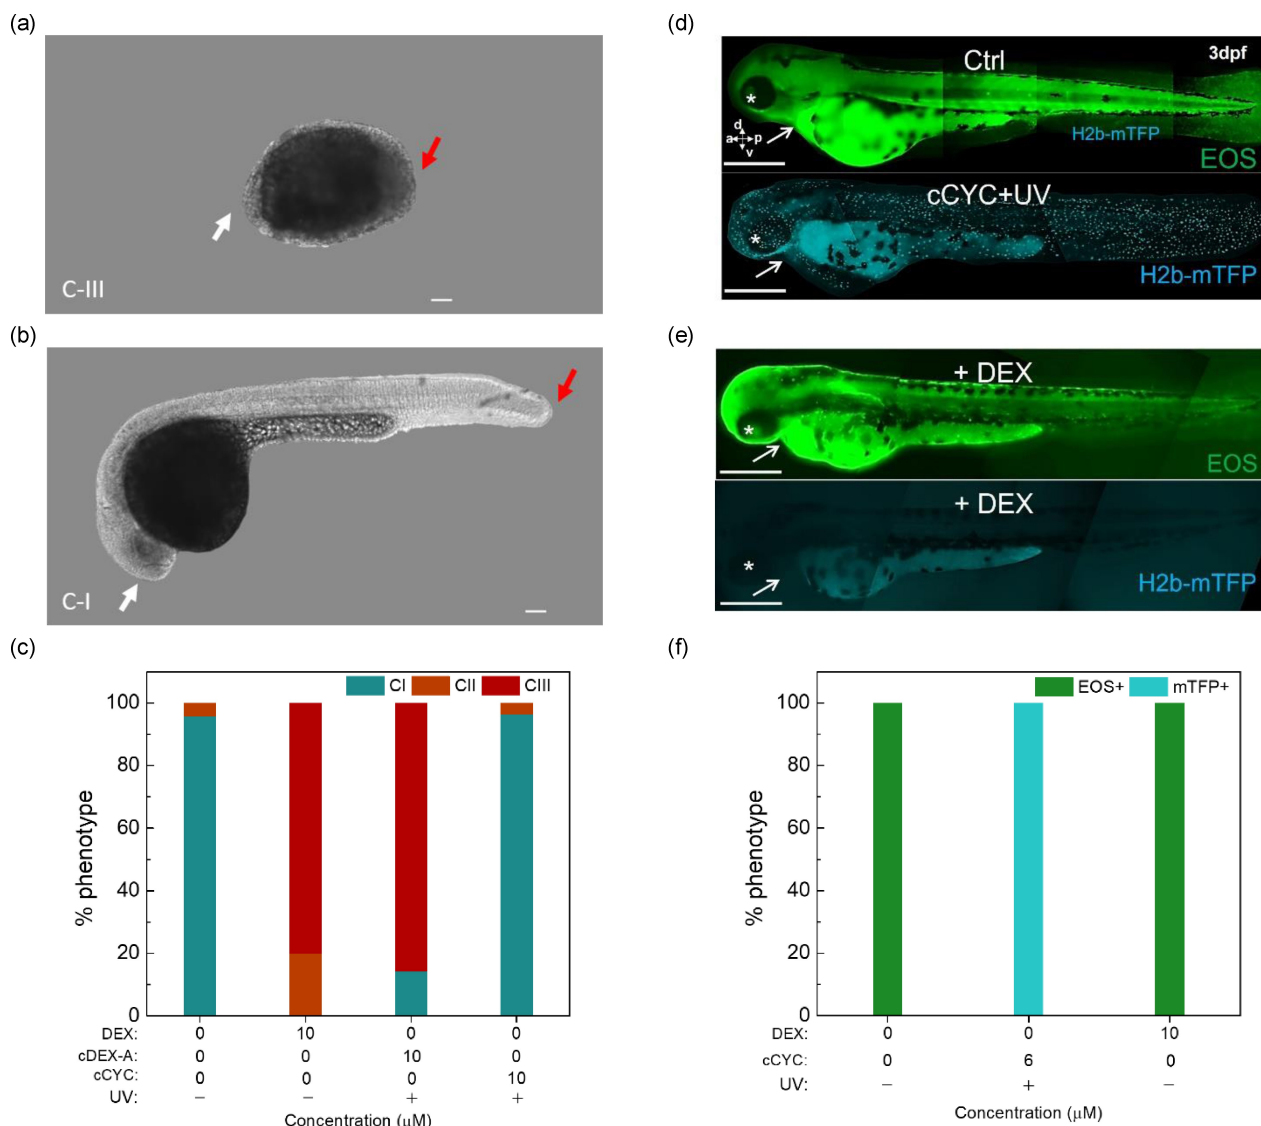 (a)
C-III
(b)
C-I
(c)
CI CII CIII
100
80
60
40
20
0
% phenotype
DEX: 0 10 0 0
cDEX-A: 0 0 10 0
cCYC: 0 0 0 10
UV: − − + +
Concentration (µM)
(d)
Ctrl
3dpf
*
d
a p
v
H2b-mTFP
EOS
cCYC+UV
*
H2b-mTFP
(e)
+ DEX
*
EOS
+ DEX
*
H2b-mTFP
(f)
EOS+ mTFP+
100
80
60
40
20
0
% phenotype
DEX: 0 0 10
cCYC: 0 6 0
UV: − + −
Concentration (µM)